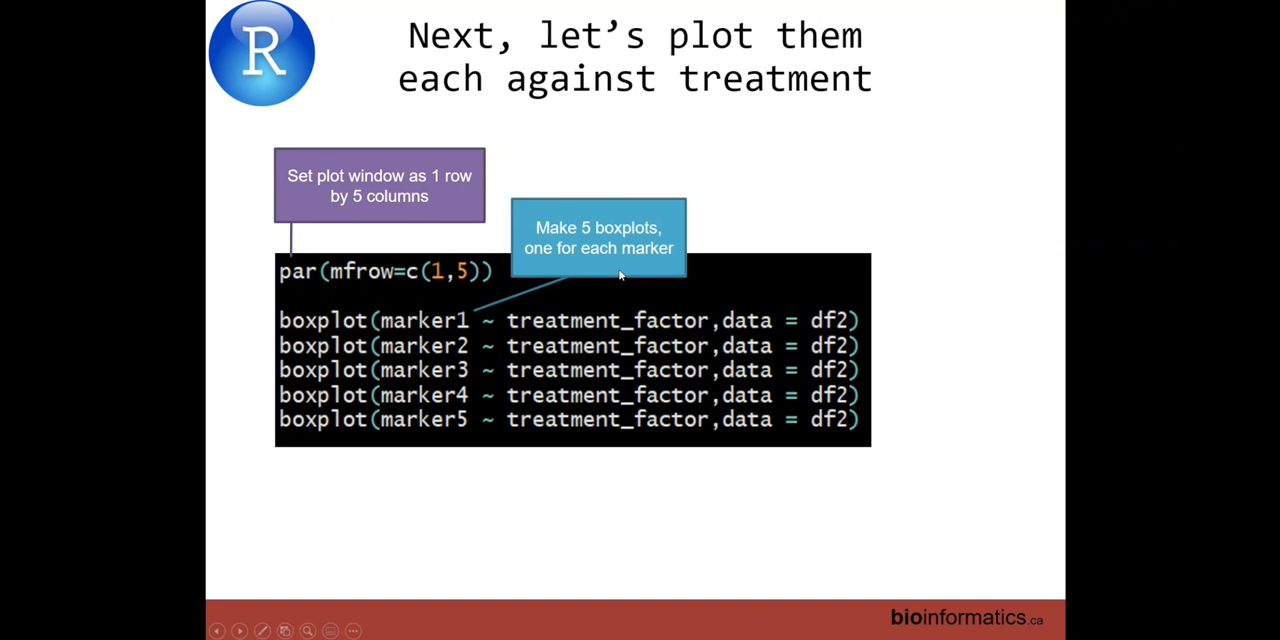 R
Next, let’s plot them
each against treatment
Set plot window as 1 row
by 5 columns
Make 5 boxplots,
one for each marker
par(mfrow=c(1,5))
boxplot(marker1 ~ treatment_factor,data = df2)
boxplot(marker2 ~ treatment_factor,data = df2)
boxplot(marker3 ~ treatment_factor,data = df2)
boxplot(marker4 ~ treatment_factor,data = df2)
boxplot(marker5 ~ treatment_factor,data = df2)
bioinformatics.ca